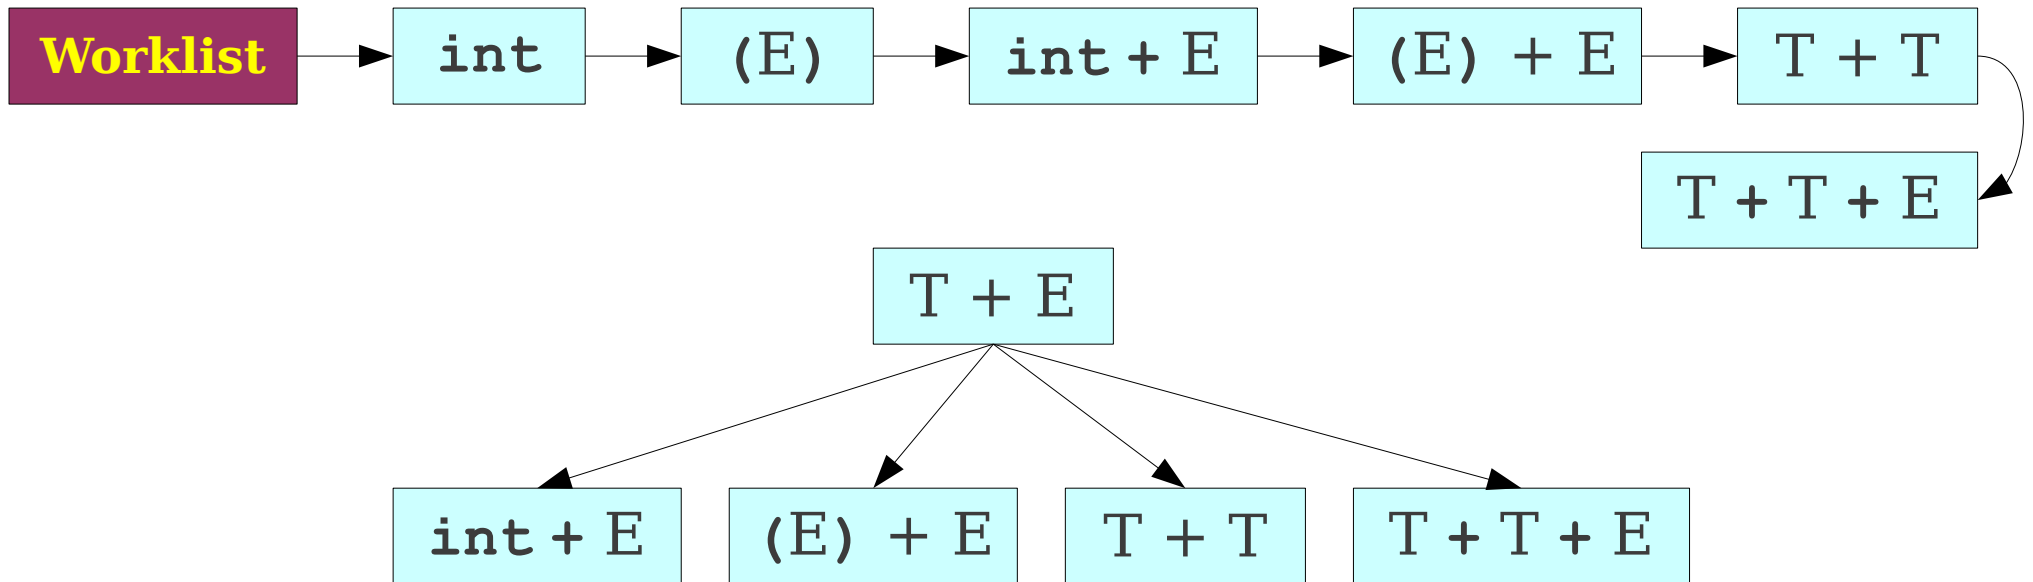 Worklist int (E) int + E (E) + E T + T
T + T + E
T + E
int + E (E) + E T + T T + T + E